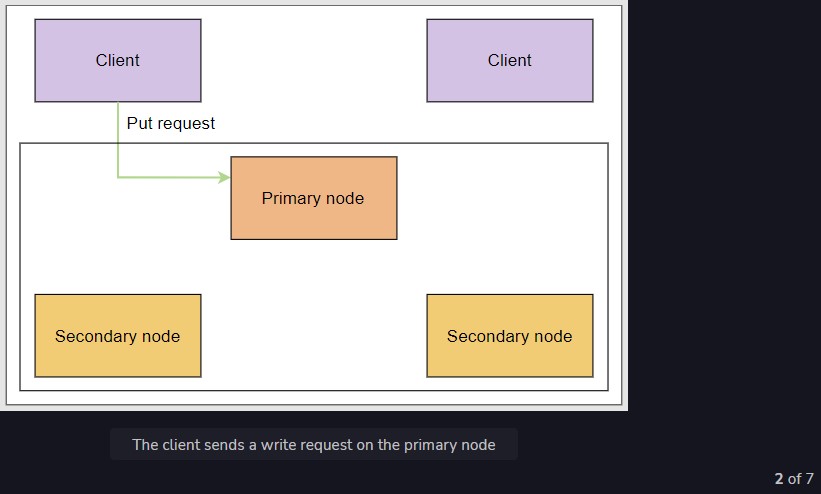 Client
Client
Put request
Primary node
Secondary node
Secondary node
The client sends a write request on the primary node
2 of 7